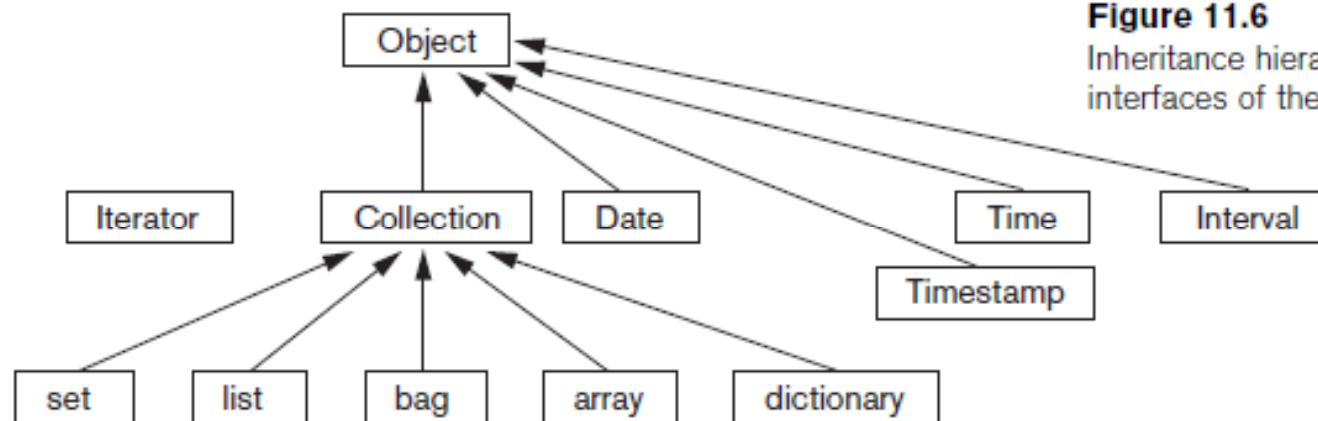 Object
Figure 11.6
Inheritance
interfaces of the
Iterator
Collection
Date
Time
Interval
Timestamp
set
list
bag
array
dictionary